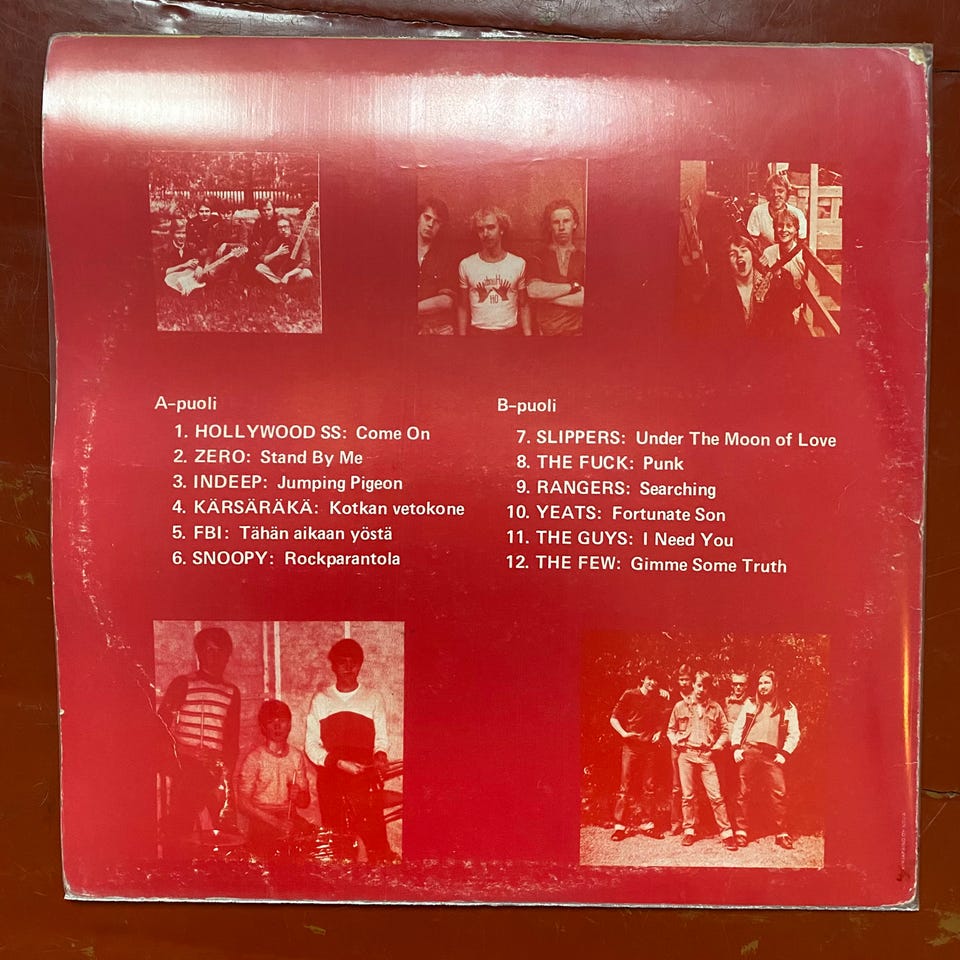 A-puoli
1. HOLLYWOOD SS: Come On
2. ZERO: Stand By Me
3. INDEEP: Jumping Pigeon
4. KÄRSÄRÄKÄ: Kotkan vetokone
5. FBI: Tähän aikaan yöstä
6. SNOOPY: Rockparantola
B-puoli
7. SLIPPERS: Under The Moon of Love
8. THE FUCK: Punk
9. RANGERS: Searching
10. YEATS: Fortunate Son
11. THE GUYS: I Need You
12. THE FEW: Gimme Some Truth